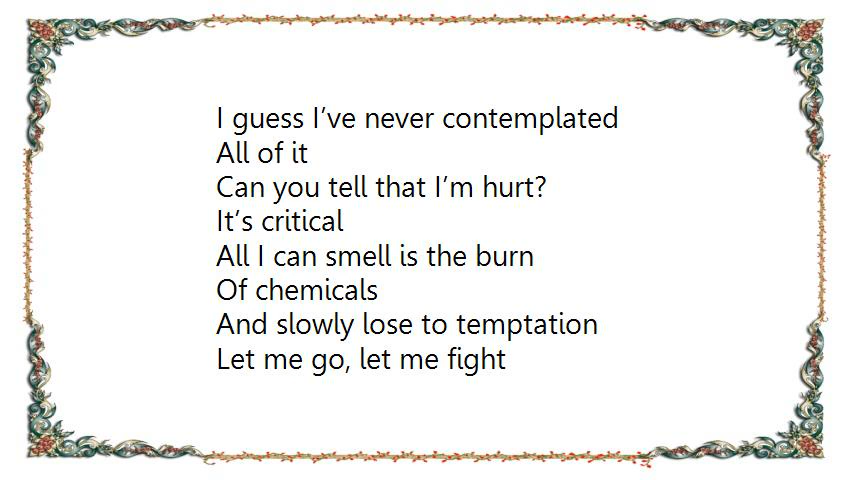 I guess I’ve never contemplated
All of it
Can you tell that I’m hurt?
It’s critical
All I can smell is the burn
Of chemicals
And slowly lose to temptation
Let me go, let me fight